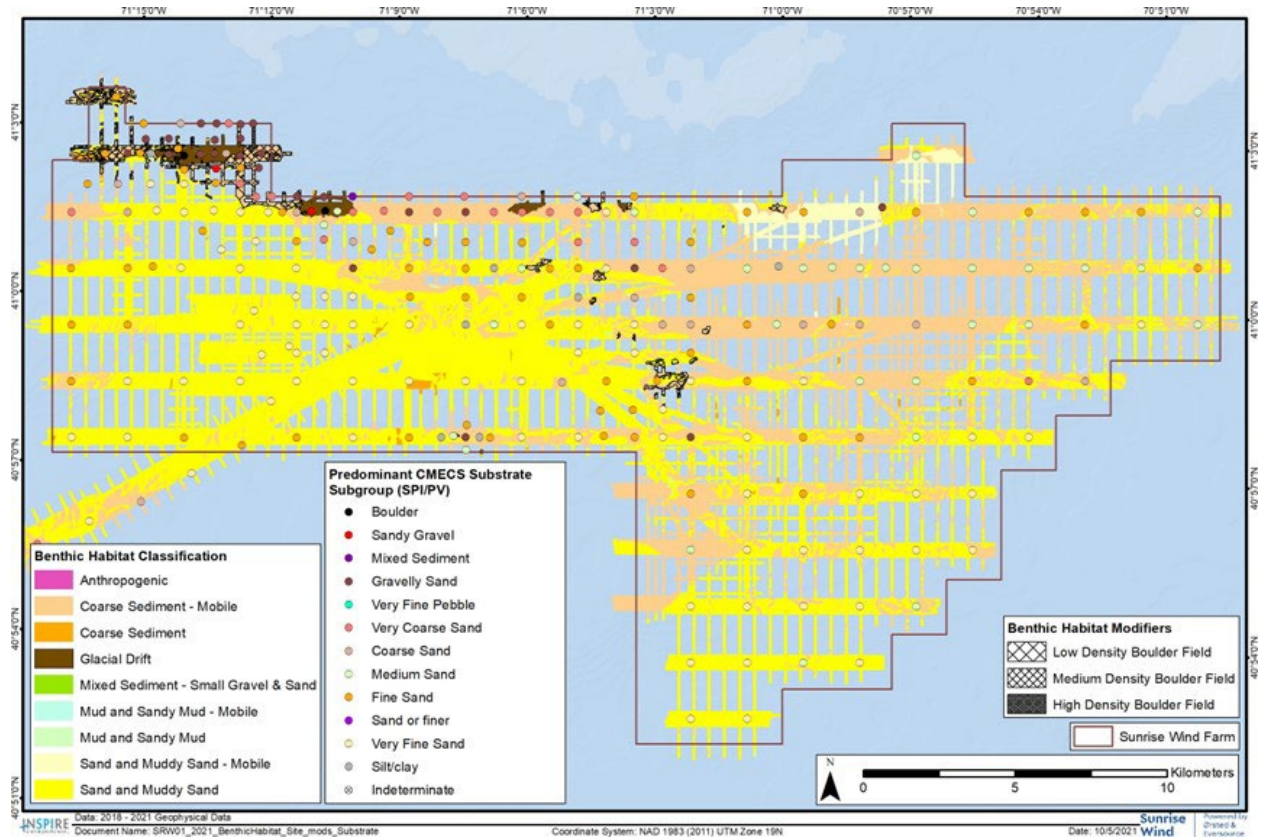 71°15'0"W 71°12'0"W 71°9'0"W 71°6'0"W 71°3'0"W 71°0'0"W 70°57'0"W 70°54'0"W 70°51'0"W
41°3'0"N
41°0'0"N
40°57'0"N
40°54'0"N
40°51'0"N
41°3'0"N
41°0'0"N
40°57'0"N
40°54'0"N
Benthic Habitat Classification
Anthropogenic
Coarse Sediment - Mobile
Coarse Sediment
Glacial Drift
Mixed Sediment - Small Gravel & Sand
Mud and Sandy Mud - Mobile
Mud and Sandy Mud
Sand and Muddy Sand - Mobile
Sand and Muddy Sand
Predominant CMECS Substrate
Subgroup (SPI/PV)
Boulder
Sandy Gravel
Mixed Sediment
Gravelly Sand
Very Fine Pebble
Very Coarse Sand
Coarse Sand
Medium Sand
Fine Sand
Sand or finer
Very Fine Sand
Silt/clay
Indeterminate
Benthic Habitat Modifiers
Low Density Boulder Field
Medium Density Boulder Field
High Density Boulder Field
Sunrise Wind Farm
N
Kilometers
0 5 10
INSPIRE
ENVIRONMENTAL
Data: 2018 - 2021 Geophysical Data
Document Name: SRW01_2021_BenthicHabitat_Site_mods_Substrate
Coordinate System: NAD 1983 (2011) UTM Zone 19N
Date: 10/5/2021
Sunrise
Wind
Powered by
Ørsted &
Eversource